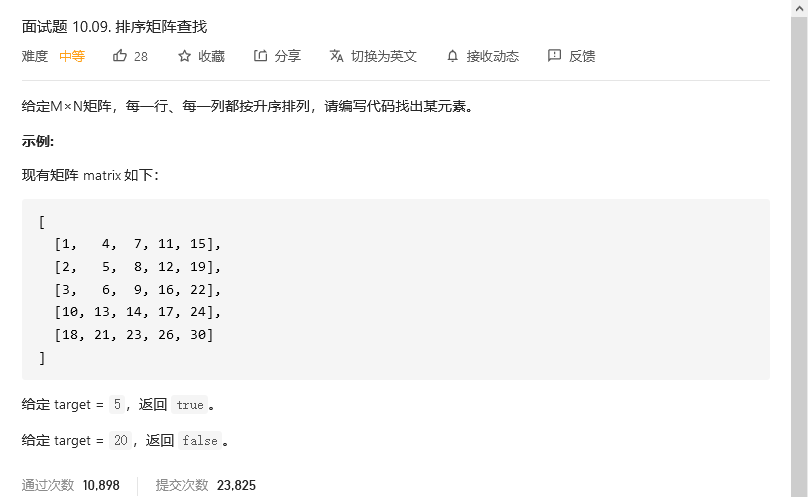 面试题 10.09. 排序矩阵查找
难度 中等 28 收藏 分享 切换为英文 接收动态 反馈
给定M×N矩阵，每一行、每一列都按升序排列，请编写代码找出某元素。
示例:
现有矩阵 matrix 如下：
[
[1, 4, 7, 11, 15],
[2, 5, 8, 12, 19],
[3, 6, 9, 16, 22],
[10, 13, 14, 17, 24],
[18, 21, 23, 26, 30]
]
给定 target = 5，返回 true。
给定 target = 20，返回 false。
通过次数 10,898 提交次数 23,825